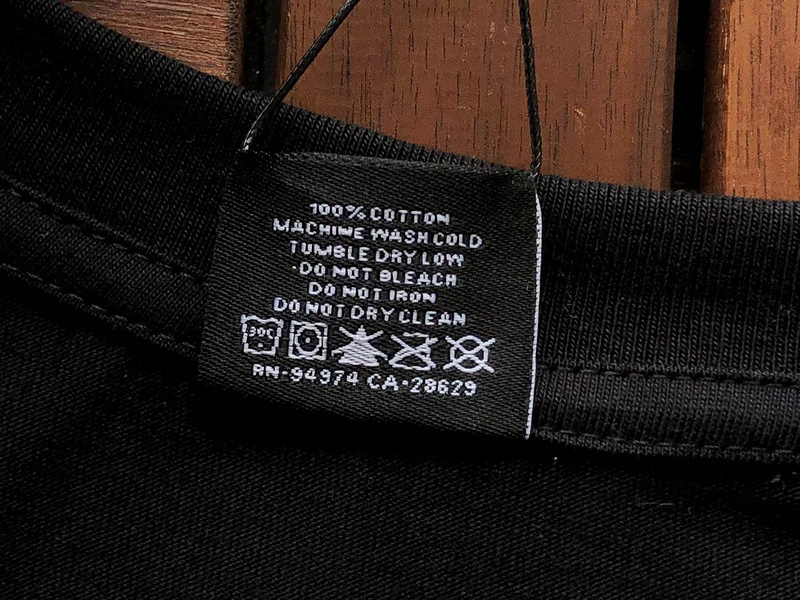 100% COTTON
MACHINE WASH COLD
TUMBLE DRY LOW
DO NOT BLEACH
DO NOT IRON
DO NOT DRY CLEAN
30C
RN-94974 CA-28629